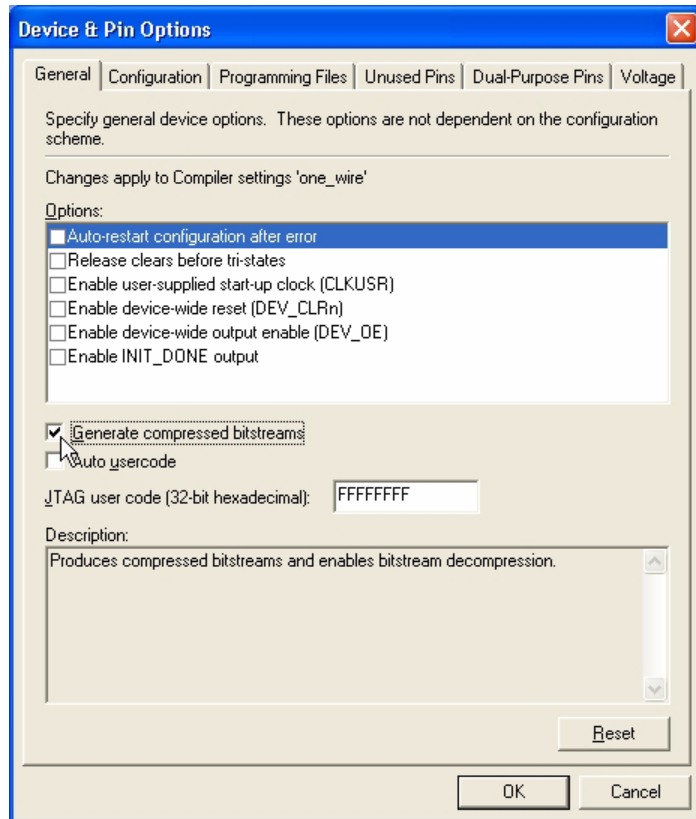 Device & Pin Options
General Configuration Programming Files Unused Pins Dual-Purpose Pins Voltage
Specify general device options. These options are not dependent on the configuration
scheme.
Changes apply to Compiler settings 'one_wire'
Options:
Auto-restart configuration after error
Release clears before tri-states
Enable user-supplied start-up clock (CLKUSR)
Enable device-wide reset (DEV_CLRn)
Enable device-wide output enable (DEV_OE)
Enable INIT_DONE output
Generate compressed bitstreams
Auto usercode
JTAG user code (32-bit hexadecimal): FFFFFFFF
Description:
Produces compressed bitstreams and enables bitstream decompression.
Reset
OK Cancel